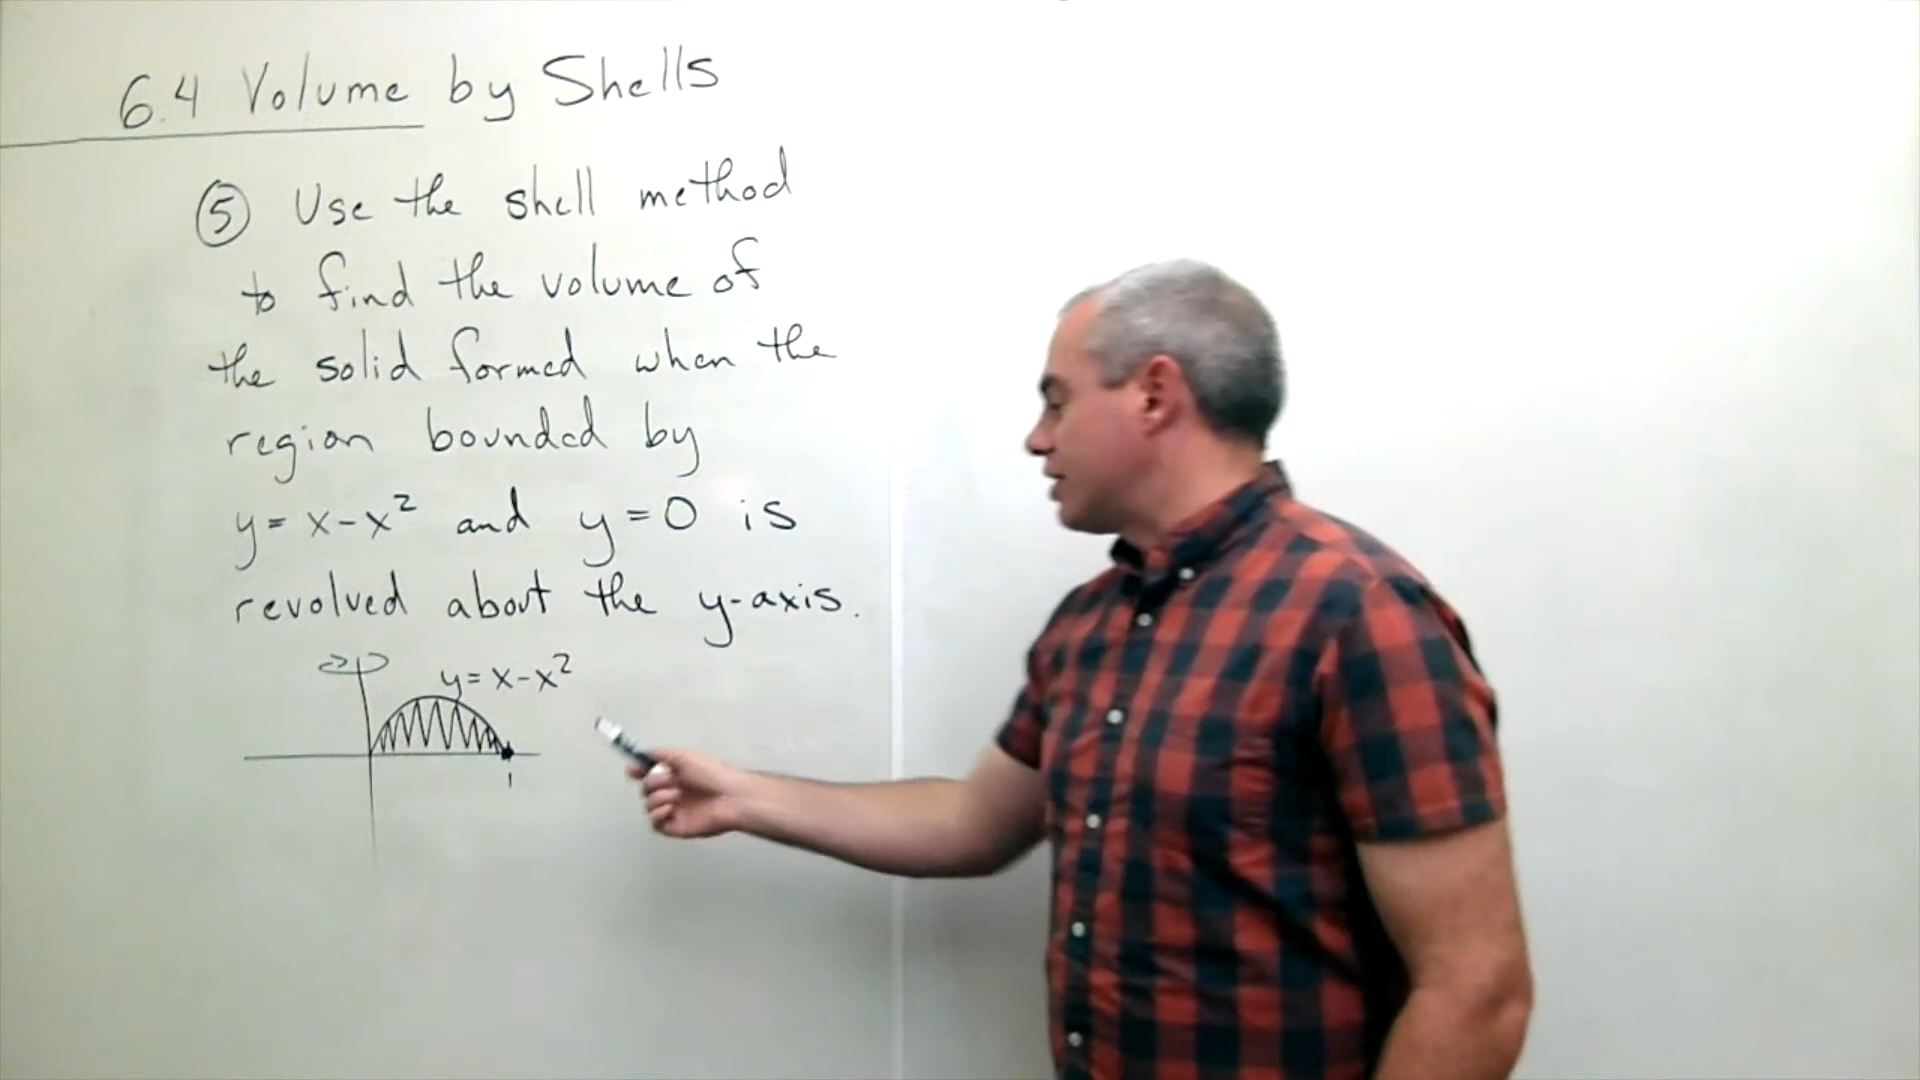 6.4 Volume by Shells
⑤ Use the shell method
to find the volume of
the solid formed when the
region bounded by
y = x - x² and y = 0 is
revolved about the y-axis.
y = x - x²
1